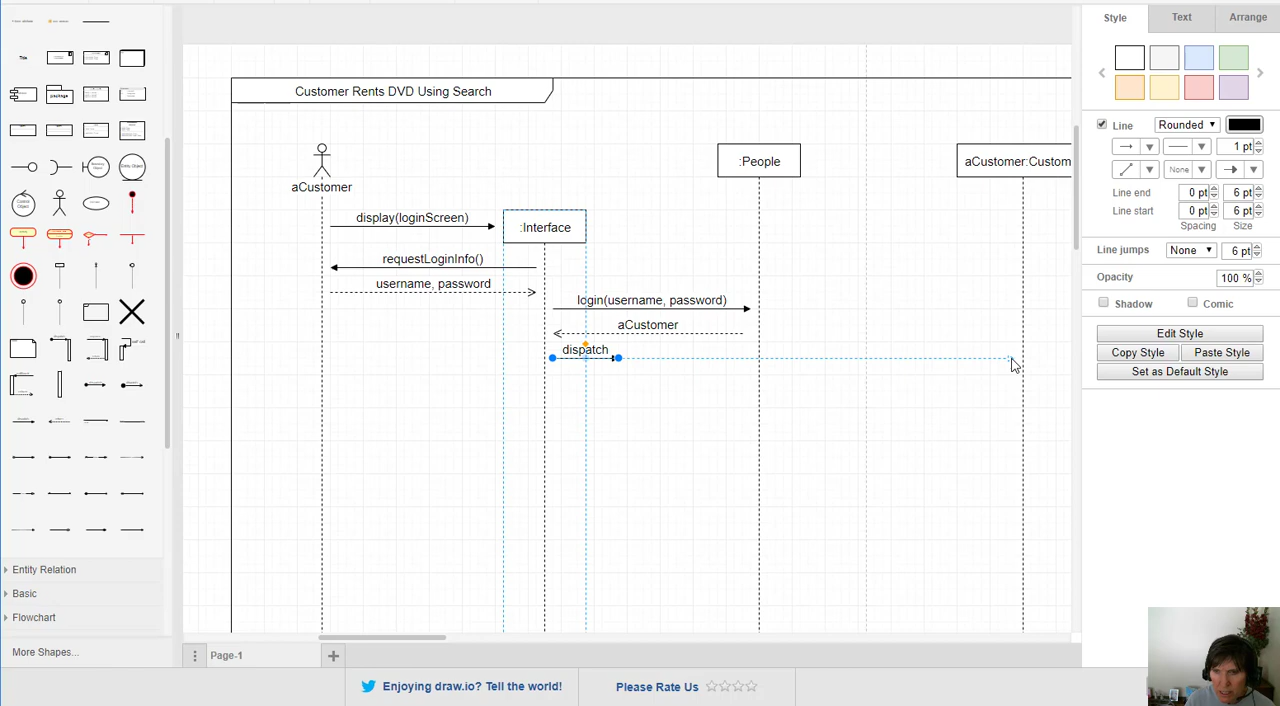 Style
Text
Arrange
Title
package
Customer Rents DVD Using Search
aCustomer
:Interface
:People
aCustomer:Custom
display(loginScreen)
requestLoginInfo()
username, password
login(username, password)
aCustomer
dispatch
Line
Rounded
1 pt
None
Line end
0 pt
6 pt
Line start
0 pt
6 pt
Spacing
Size
Line jumps
None
6 pt
Opacity
100 %
Shadow
Comic
Edit Style
Copy Style
Paste Style
Set as Default Style
Entity Relation
Basic
Flowchart
More Shapes...
Page-1
Enjoying draw.io? Tell the world!
Please Rate Us